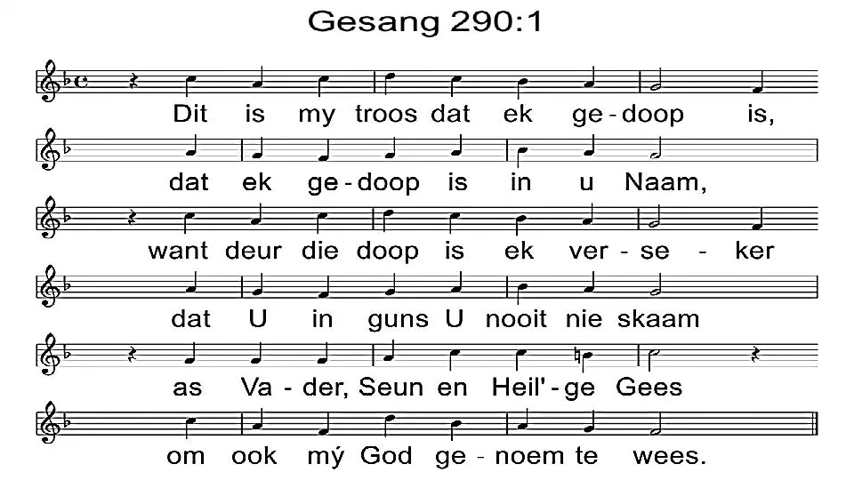 Gesang 290:1
Dit is my troos dat ek ge-doop is,
dat ek ge-doop is in u Naam,
want deur die doop is ek ver-se-ker
dat U in guns U nooit nie skaam
as Va-der, Seun en Heil'-ge Gees
om ook mý God ge-noem te wees.